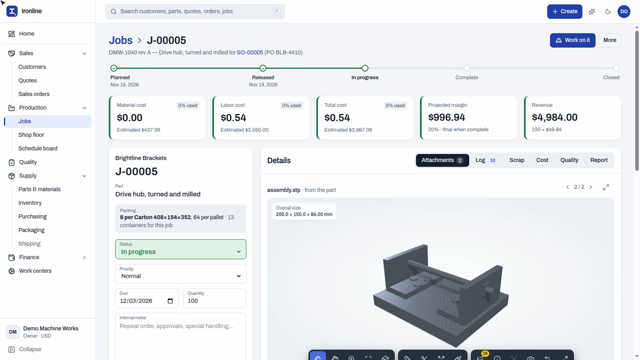 Ironline
Search customers, parts, quotes, orders, jobs
/
+ Create
DO
Home
Sales
Customers
Quotes
Sales orders
Production
Jobs
Shop floor
Schedule board
Quality
Supply
Parts & materials
Inventory
Purchasing
Packaging
Shipping
Finance
Work centers
DM
Demo Machine Works
Owner · USD
Collapse
Jobs > J-00005
DMW-1040 rev A — Drive hub, turned and milled for SO-00005 (PO BLB-4410)
Work on it
More
Planned
Nov 18, 2026
Released
Nov 18, 2026
In progress
Complete
Closed
Material cost
0% used
$0.00
Estimated $437.06
Labor cost
0% used
$0.54
Estimated $3,550.00
Total cost
0% used
$0.54
Estimated $3,987.06
Projected margin
$996.94
20% · final when complete
Revenue
$4,984.00
100 × $49.84
Brightline Brackets
J-00005
Part
Drive hub, turned and milled
Packing
8 per Carton 408×154×352, 64 per pallet · 13
containers for this job
Status
In progress
Priority
Normal
Due
12/03/2026
Quantity
100
Internal notes
Repeat order, approvals, special handling...
Details
Attachments 2
Log 10
Scrap
Cost
Quality
Report
assembly.stp · from the part
2 / 2
Overall size
200.0 × 150.0 × 84.00 mm